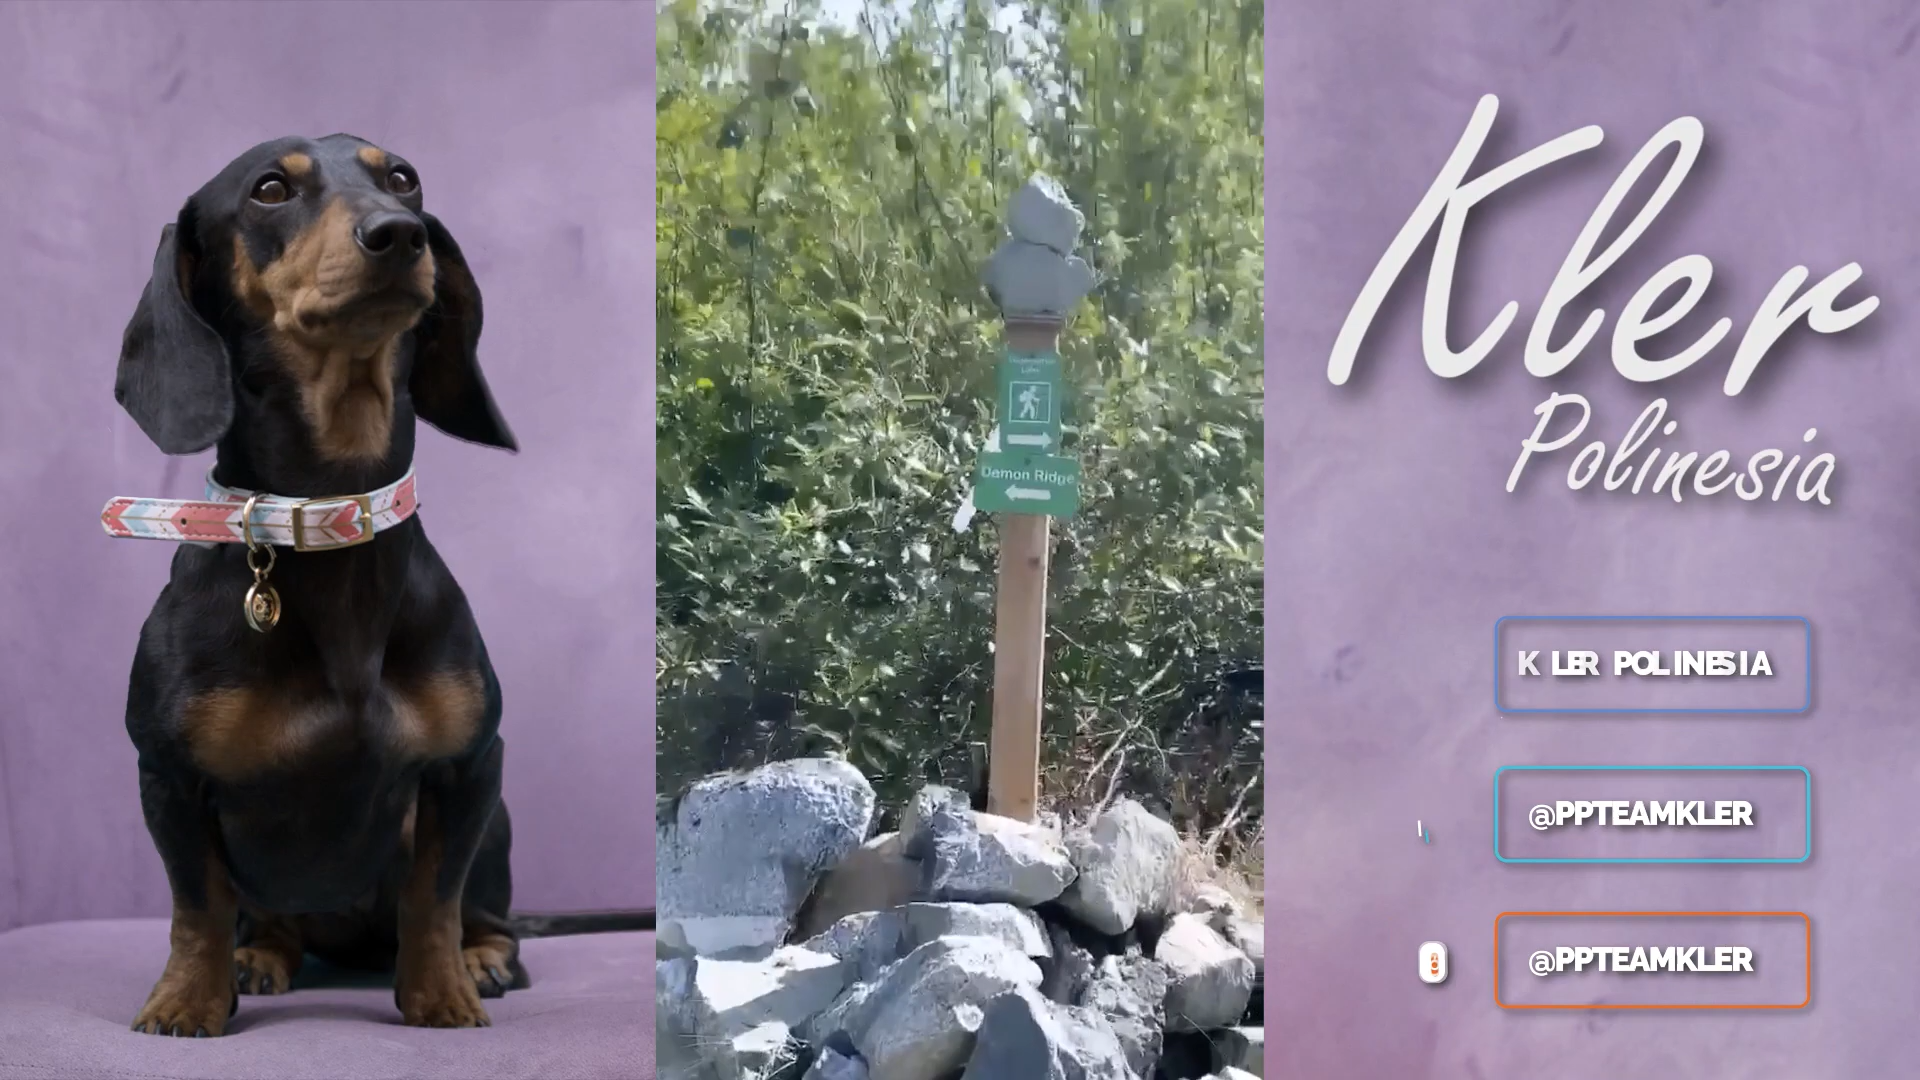 Demon Ridge
Kler
Polinesia
KLER POLINESIA
@PPTEAMKLER
@PPTEAMKLER